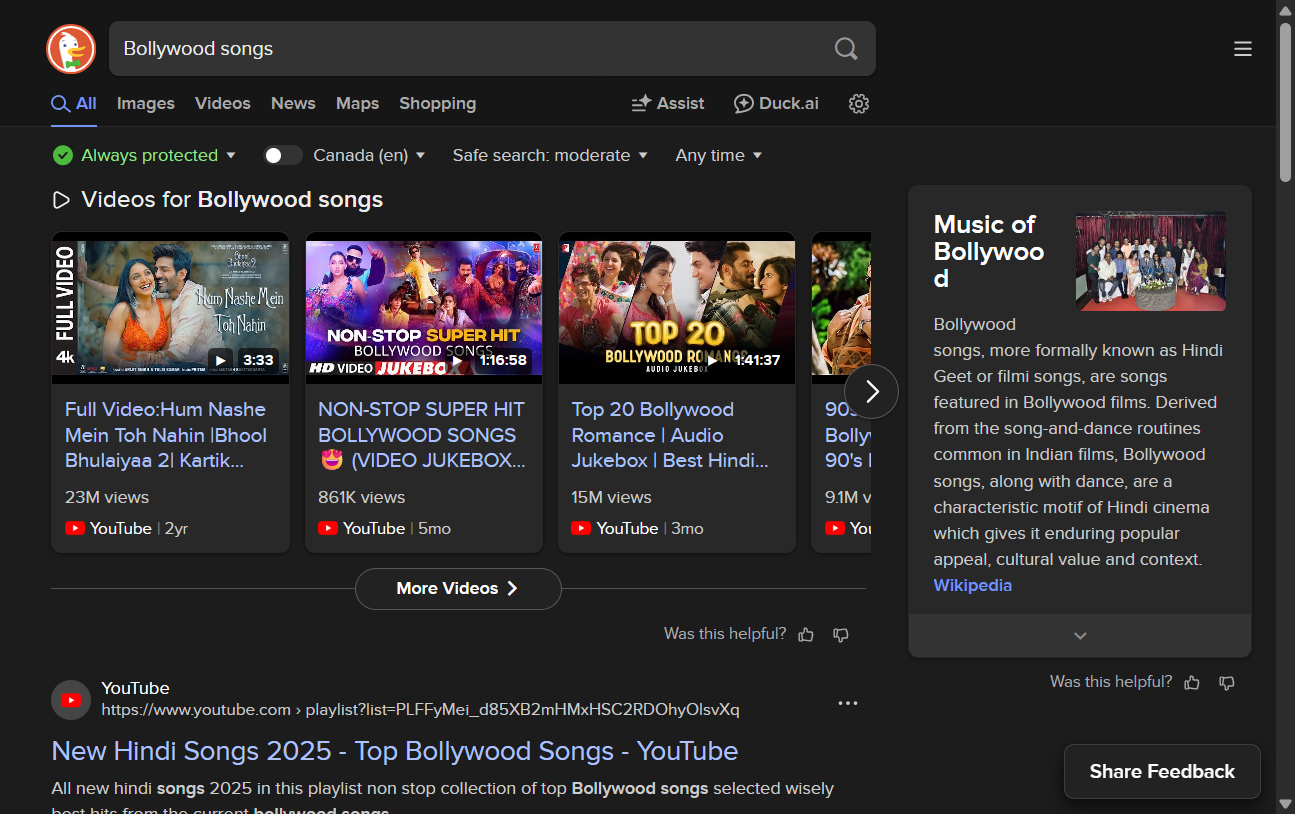 Bollywood songs
All Images Videos News Maps Shopping Assist Duck.ai
Always protected Canada (en) Safe search: moderate Any time
Videos for Bollywood songs
FULL VIDEO
4k
Bhool
Bhulaiyaa 2
Hum Nashe Mein
Toh Nahin
3:33
Full Video:Hum Nashe
Mein Toh Nahin |Bhool
Bhulaiyaa 2| Kartik...
23M views
YouTube | 2yr
NON-STOP SUPER HIT
BOLLYWOOD SONGS
HD VIDEO JUKEBOX
1:16:58
NON-STOP SUPER HIT
BOLLYWOOD SONGS
😍 (VIDEO JUKEBOX...
861K views
YouTube | 5mo
TOP 20
BOLLYWOOD ROMANCE
AUDIO JUKEBOX
1:41:37
Top 20 Bollywood
Romance | Audio
Jukebox | Best Hindi...
15M views
YouTube | 3mo
90s
Bolly
90's
9.1M v
You
More Videos
Was this helpful?
Music of
Bollywoo
d
Bollywood
songs, more formally known as Hindi
Geet or filmi songs, are songs
featured in Bollywood films. Derived
from the song-and-dance routines
common in Indian films, Bollywood
songs, along with dance, are a
characteristic motif of Hindi cinema
which gives it enduring popular
appeal, cultural value and context.
Wikipedia
Was this helpful?
YouTube
https://www.youtube.com › playlist?list=PLFFyMei_d85XB2mHMxHSC2RDOhyOlsvXq
New Hindi Songs 2025 - Top Bollywood Songs - YouTube
All new hindi songs 2025 in this playlist non stop collection of top Bollywood songs selected wisely
best hits from the current bollywood songs.
Share Feedback